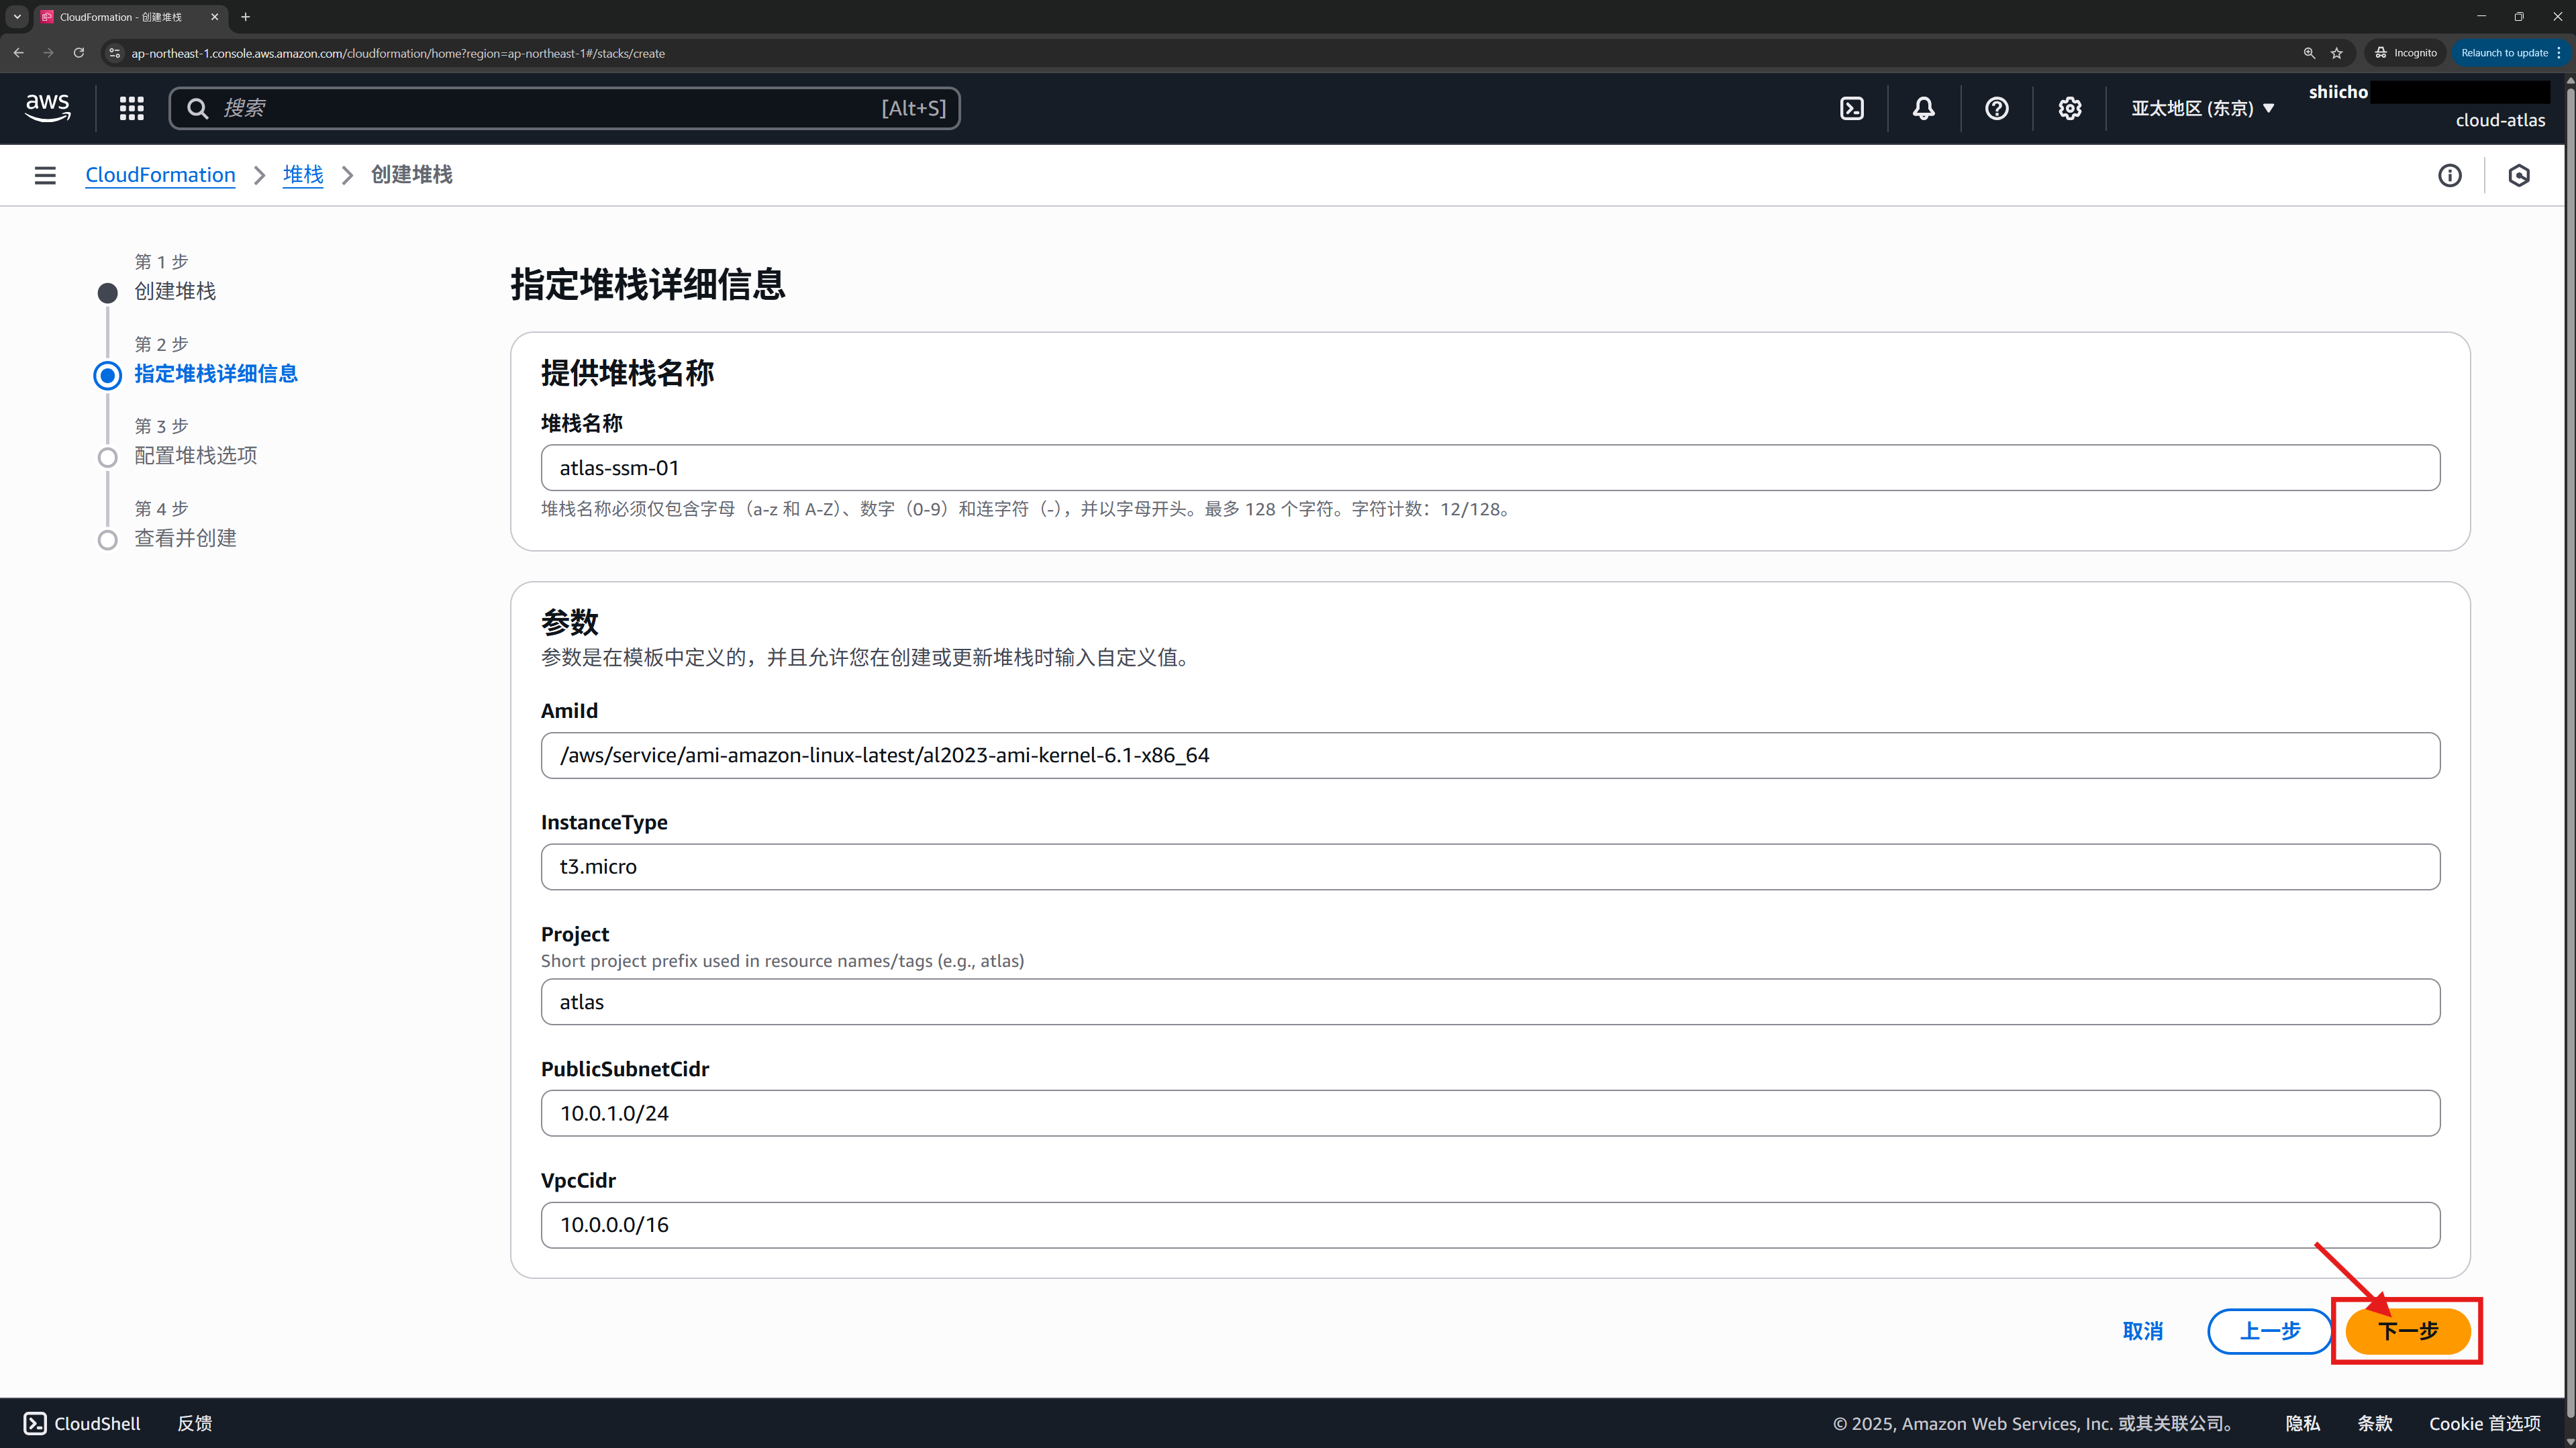 CloudFormation - 创建堆栈
ap-northeast-1.console.aws.amazon.com/cloudformation/home?region=ap-northeast-1#/stacks/create
Incognito
Relaunch to update
aws
搜索
[Alt+S]
亚太地区 (东京)
shiicho
cloud-atlas
CloudFormation
堆栈
创建堆栈
第 1 步
创建堆栈
第 2 步
指定堆栈详细信息
第 3 步
配置堆栈选项
第 4 步
查看并创建
指定堆栈详细信息
提供堆栈名称
堆栈名称
atlas-ssm-01
堆栈名称必须仅包含字母（a-z 和 A-Z）、数字（0-9）和连字符（-），并以字母开头。最多 128 个字符。字符计数：12/128。
参数
参数是在模板中定义的，并且允许您在创建或更新堆栈时输入自定义值。
AmiId
/aws/service/ami-amazon-linux-latest/al2023-ami-kernel-6.1-x86_64
InstanceType
t3.micro
Project
Short project prefix used in resource names/tags (e.g., atlas)
atlas
PublicSubnetCidr
10.0.1.0/24
VpcCidr
10.0.0.0/16
取消
上一步
下一步
CloudShell
反馈
© 2025, Amazon Web Services, Inc. 或其关联公司。
隐私
条款
Cookie 首选项